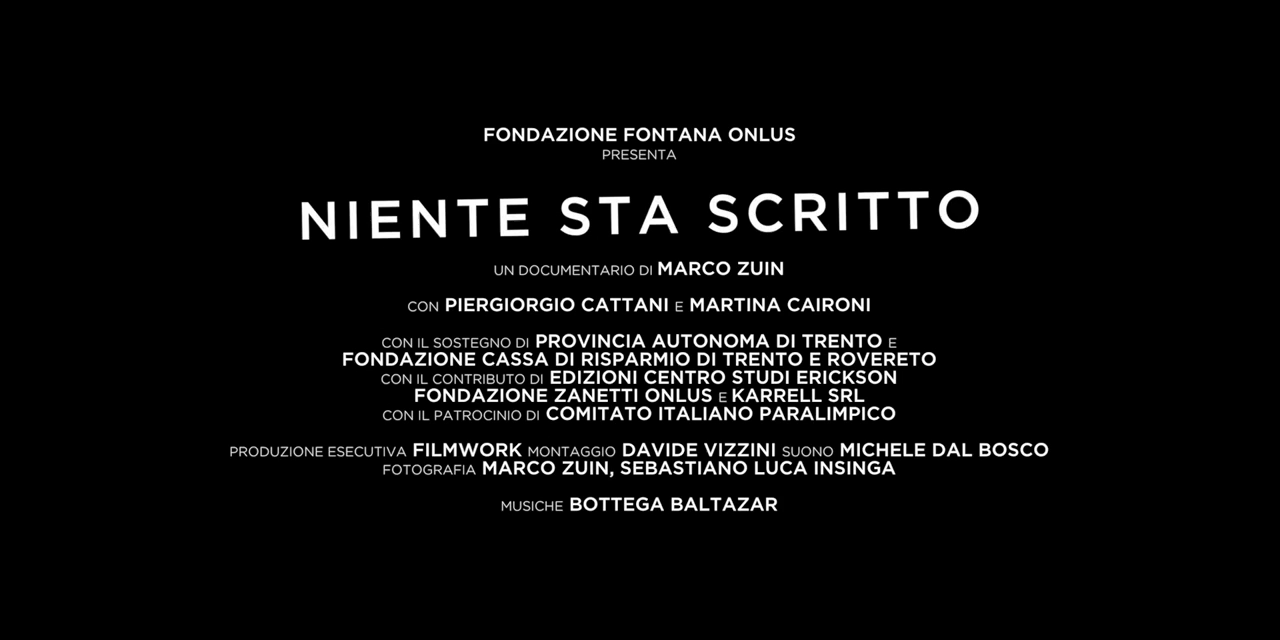 FONDAZIONE FONTANA ONLUS
PRESENTA
NIENTE STA SCRITTO
UN DOCUMENTARIO DI MARCO ZUIN
CON PIERGIORGIO CATTANI E MARTINA CAIRONI
CON IL SOSTEGNO DI PROVINCIA AUTONOMA DI TRENTO E
FONDAZIONE CASSA DI RISPARMIO DI TRENTO E ROVERETO
CON IL CONTRIBUTO DI EDIZIONI CENTRO STUDI ERICKSON
FONDAZIONE ZANETTI ONLUS E KARRELL SRL
CON IL PATROCINIO DI COMITATO ITALIANO PARALIMPICO
PRODUZIONE ESECUTIVA FILMWORK MONTAGGIO DAVIDE VIZZINI SUONO MICHELE DAL BOSCO
FOTOGRAFIA MARCO ZUIN, SEBASTIANO LUCA INSINGA
MUSICHE BOTTEGA BALTAZAR